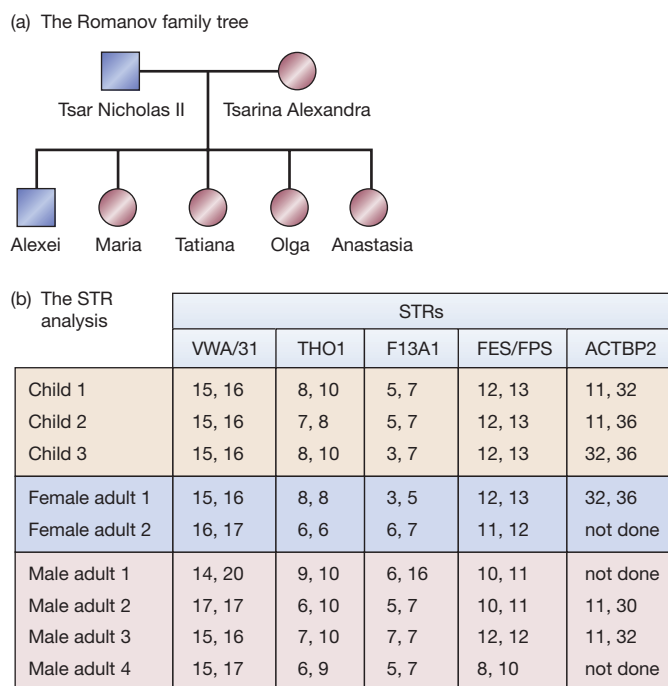 (a) The Romanov family tree
Tsar Nicholas II Tsarina Alexandra
Alexei Maria Tatiana Olga Anastasia
(b) The STR
analysis
STRs
VWA/31 THO1 F13A1 FES/FPS ACTBP2
Child 1 15, 16 8, 10 5, 7 12, 13 11, 32
Child 2 15, 16 7, 8 5, 7 12, 13 11, 36
Child 3 15, 16 8, 10 3, 7 12, 13 32, 36
Female adult 1 15, 16 8, 8 3, 5 12, 13 32, 36
Female adult 2 16, 17 6, 6 6, 7 11, 12 not done
Male adult 1 14, 20 9, 10 6, 16 10, 11 not done
Male adult 2 17, 17 6, 10 5, 7 10, 11 11, 30
Male adult 3 15, 16 7, 10 7, 7 12, 12 11, 32
Male adult 4 15, 17 6, 9 5, 7 8, 10 not done